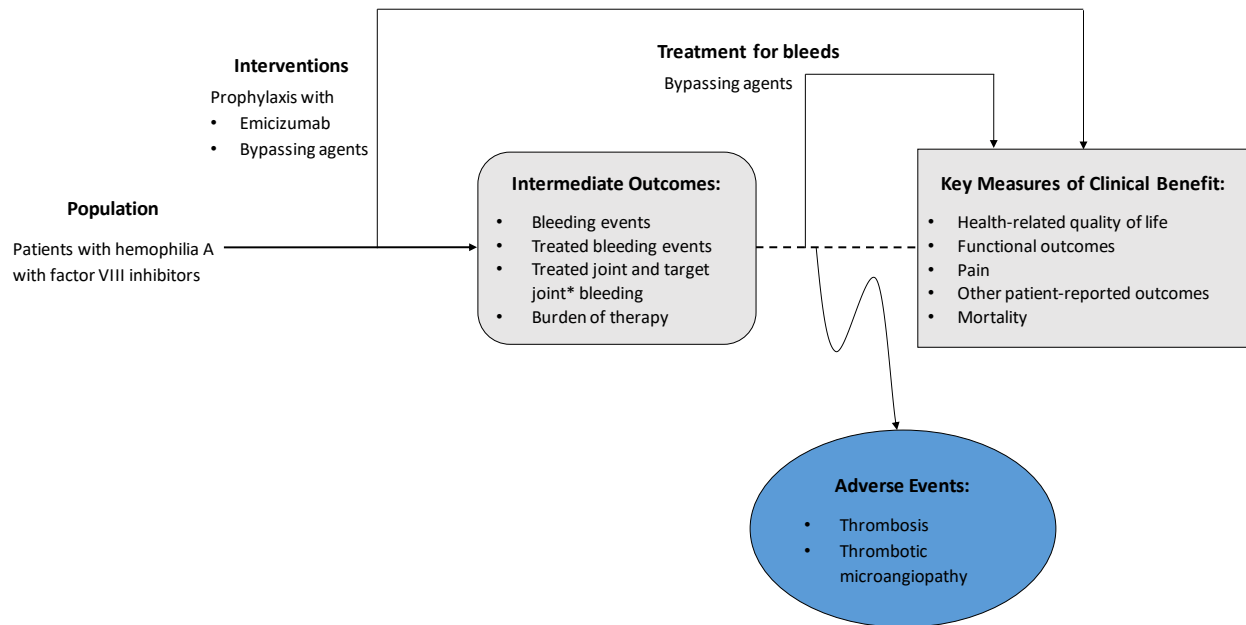 Interventions
Prophylaxis with
• Emicizumab
• Bypassing agents
Treatment for bleeds
Bypassing agents
Population
Patients with hemophilia A
with factor VIII inhibitors
Intermediate Outcomes:
• Bleeding events
• Treated bleeding events
• Treated joint and target
joint* bleeding
• Burden of therapy
Key Measures of Clinical Benefit:
• Health-related quality of life
• Functional outcomes
• Pain
• Other patient-reported outcomes
• Mortality
Adverse Events:
• Thrombosis
• Thrombotic
microangiopathy